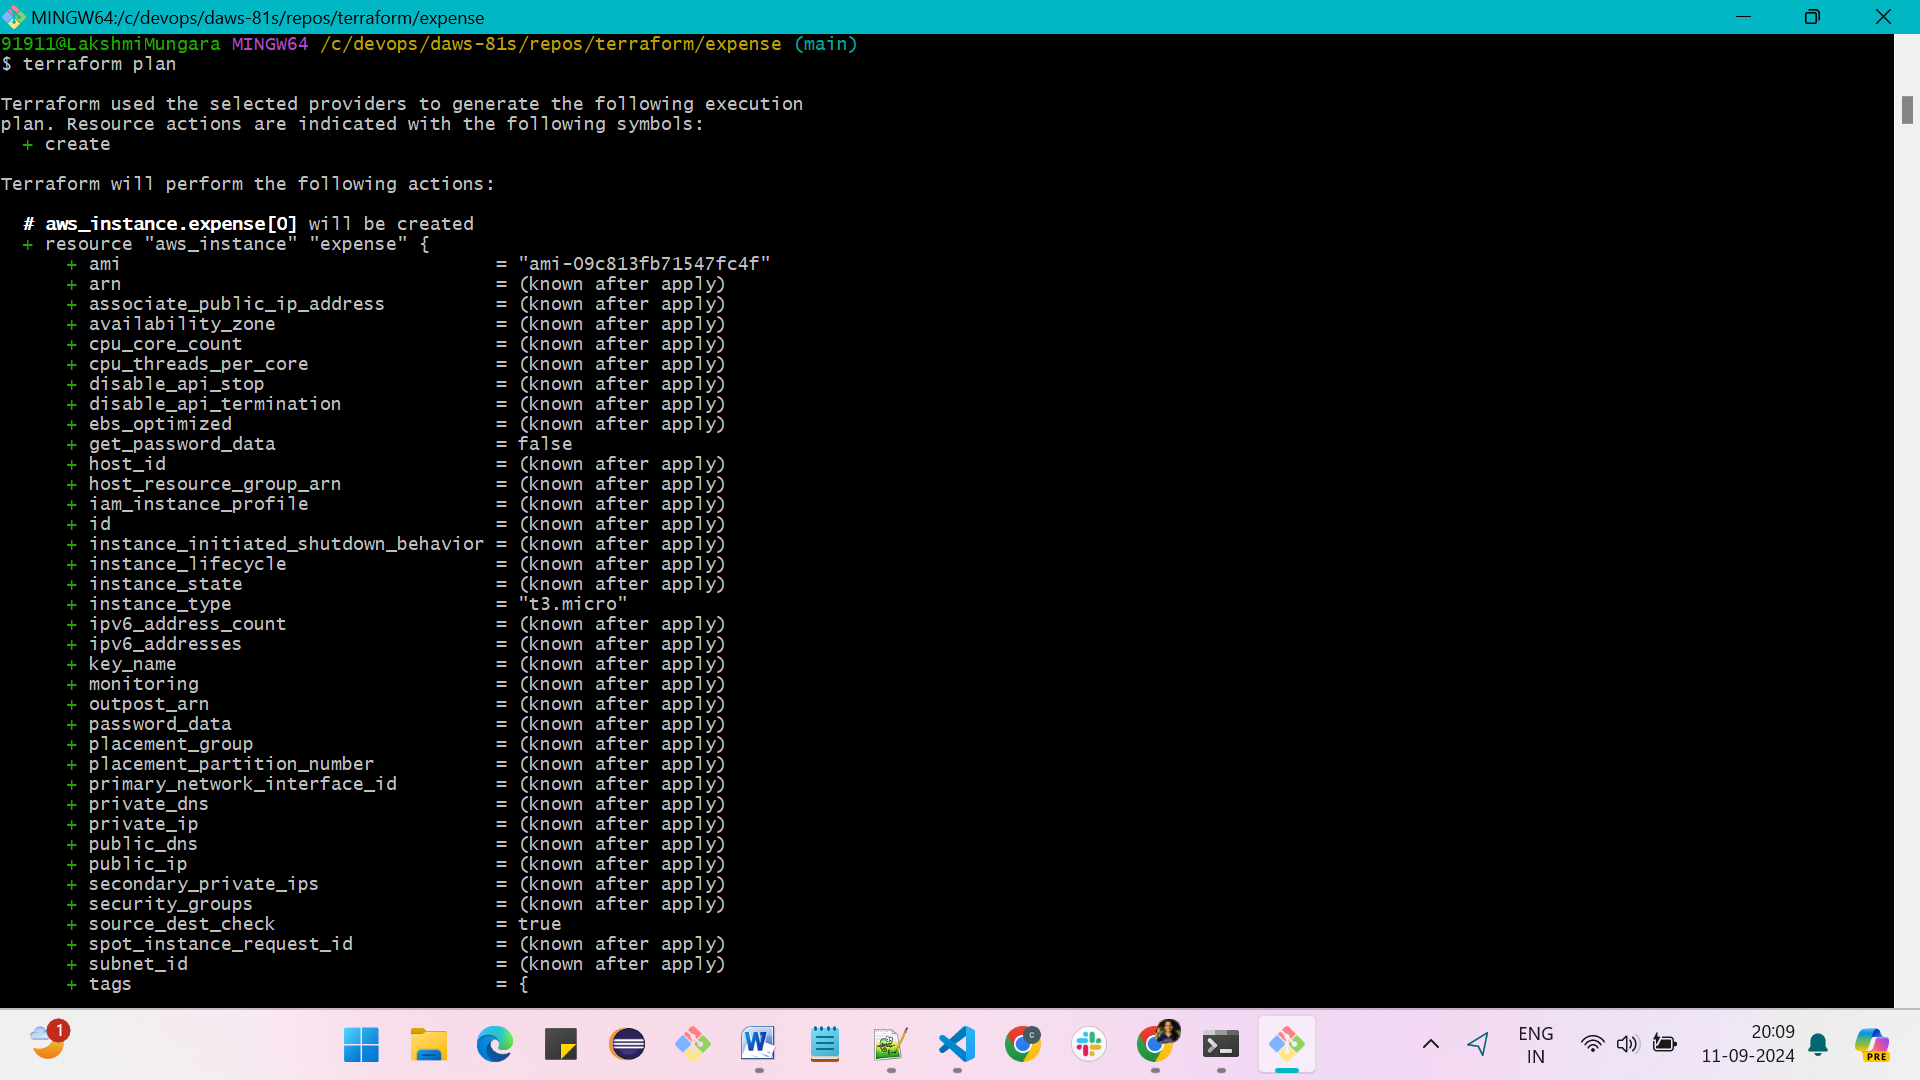 MINGW64:/c/devops/daws-81s/repos/terraform/expense
91911@LakshmiMungara MINGW64 /c/devops/daws-81s/repos/terraform/expense (main)
$ terraform plan
Terraform used the selected providers to generate the following execution
plan. Resource actions are indicated with the following symbols:
+ create
Terraform will perform the following actions:
# aws_instance.expense[0] will be created
+ resource "aws_instance" "expense" {
+ ami = "ami-09c813fb71547fc4f"
+ arn = (known after apply)
+ associate_public_ip_address = (known after apply)
+ availability_zone = (known after apply)
+ cpu_core_count = (known after apply)
+ cpu_threads_per_core = (known after apply)
+ disable_api_stop = (known after apply)
+ disable_api_termination = (known after apply)
+ ebs_optimized = (known after apply)
+ get_password_data = false
+ host_id = (known after apply)
+ host_resource_group_arn = (known after apply)
+ iam_instance_profile = (known after apply)
+ id = (known after apply)
+ instance_initiated_shutdown_behavior = (known after apply)
+ instance_lifecycle = (known after apply)
+ instance_state = (known after apply)
+ instance_type = "t3.micro"
+ ipv6_address_count = (known after apply)
+ ipv6_addresses = (known after apply)
+ key_name = (known after apply)
+ monitoring = (known after apply)
+ outpost_arn = (known after apply)
+ password_data = (known after apply)
+ placement_group = (known after apply)
+ placement_partition_number = (known after apply)
+ primary_network_interface_id = (known after apply)
+ private_dns = (known after apply)
+ private_ip = (known after apply)
+ public_dns = (known after apply)
+ public_ip = (known after apply)
+ secondary_private_ips = (known after apply)
+ security_groups = (known after apply)
+ source_dest_check = true
+ spot_instance_request_id = (known after apply)
+ subnet_id = (known after apply)
+ tags = {
1
ENG
IN
20:09
11-09-2024
PRE